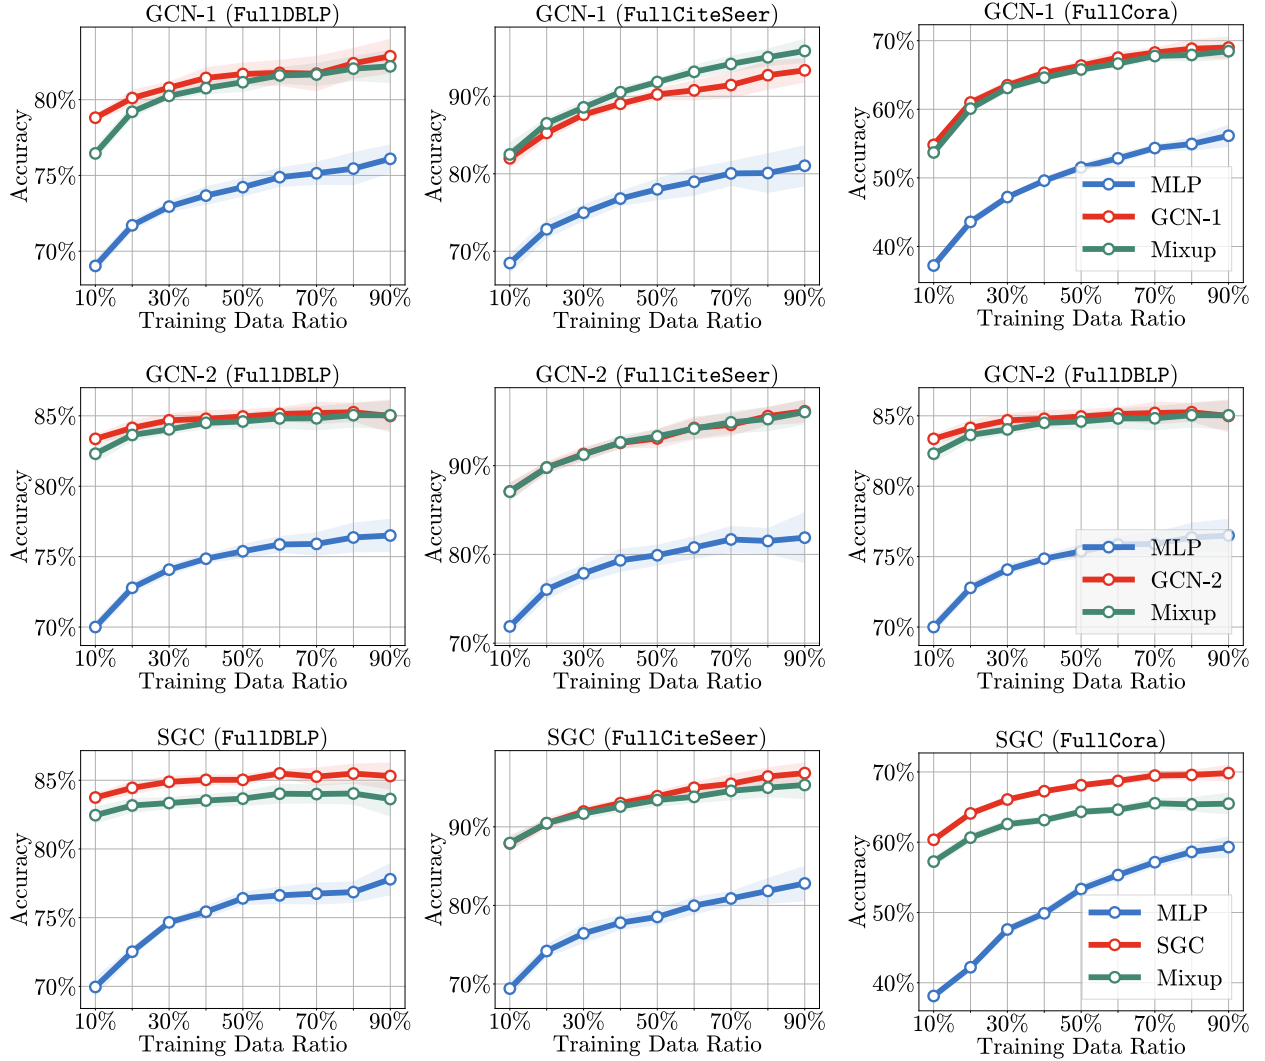 GCN-1 (FullDBLP)
Accuracy
80%
75%
70%
10% 30% 50% 70% 90%
Training Data Ratio
GCN-1 (FullCiteSeer)
Accuracy
90%
80%
70%
10% 30% 50% 70% 90%
Training Data Ratio
GCN-1 (FullCora)
Accuracy
70%
60%
50%
40%
MLP
GCN-1
Mixup
10% 30% 50% 70% 90%
Training Data Ratio
GCN-2 (FullDBLP)
Accuracy
85%
80%
75%
70%
10% 30% 50% 70% 90%
Training Data Ratio
GCN-2 (FullCiteSeer)
Accuracy
90%
80%
70%
10% 30% 50% 70% 90%
Training Data Ratio
GCN-2 (FullDBLP)
Accuracy
85%
80%
75%
70%
MLP
GCN-2
Mixup
10% 30% 50% 70% 90%
Training Data Ratio
SGC (FullDBLP)
Accuracy
85%
80%
75%
70%
10% 30% 50% 70% 90%
Training Data Ratio
SGC (FullCiteSeer)
Accuracy
90%
80%
70%
10% 30% 50% 70% 90%
Training Data Ratio
SGC (FullCora)
Accuracy
70%
60%
50%
40%
MLP
SGC
Mixup
10% 30% 50% 70% 90%
Training Data Ratio